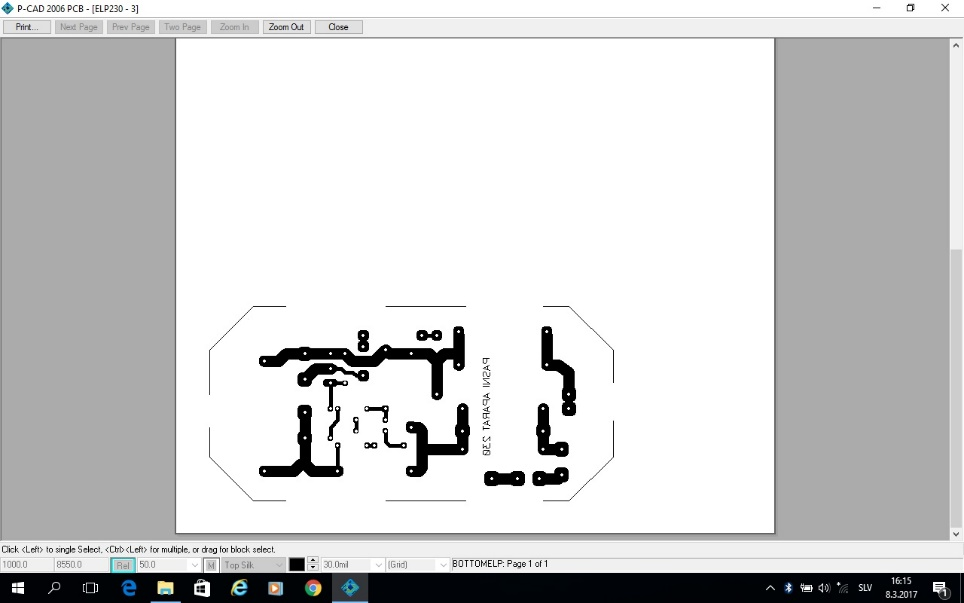 P-CAD 2006 PCB - [ELP230 - 3]
Print... Next Page Prev Page Two Page Zoom In Zoom Out Close
PASNI APARAT 230
Click <Left> to single Select, <Ctrl><Left> for multiple, or drag for block select.
1000.0 8550.0 Rel 50.0 M Top Silk 30.0mil (Grid) BOTTOMELP: Page 1 of 1
SLV 16:15
8.3.2017 1